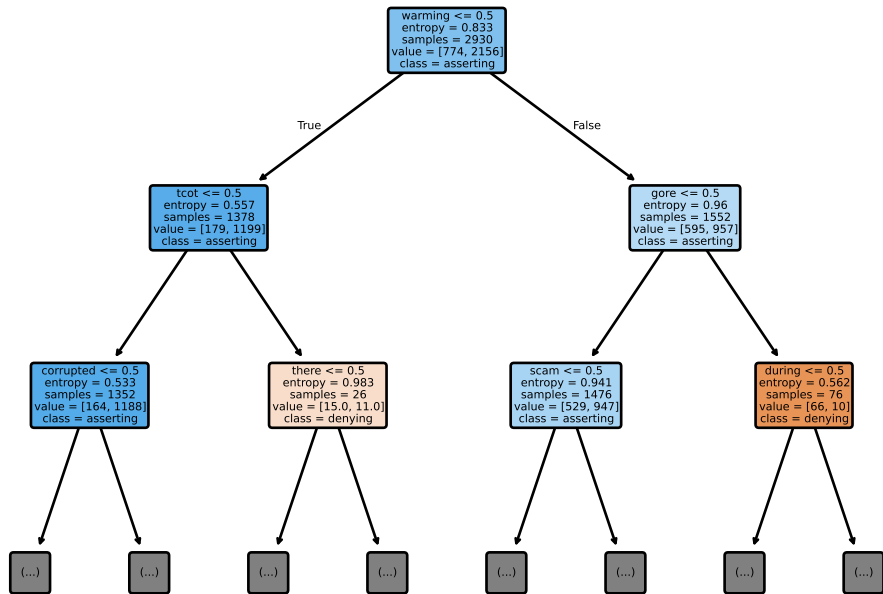 warming <= 0.5
entropy = 0.833
samples = 2930
value = [774, 2156]
class = asserting
True
False
tcot <= 0.5
entropy = 0.557
samples = 1378
value = [179, 1199]
class = asserting
gore <= 0.5
entropy = 0.96
samples = 1552
value = [595, 957]
class = asserting
corrupted <= 0.5
entropy = 0.533
samples = 1352
value = [164, 1188]
class = asserting
there <= 0.5
entropy = 0.983
samples = 26
value = [15.0, 11.0]
class = denying
scam <= 0.5
entropy = 0.941
samples = 1476
value = [529, 947]
class = asserting
during <= 0.5
entropy = 0.562
samples = 76
value = [66, 10]
class = denying
(...)
(...)
(...)
(...)
(...)
(...)
(...)
(...)